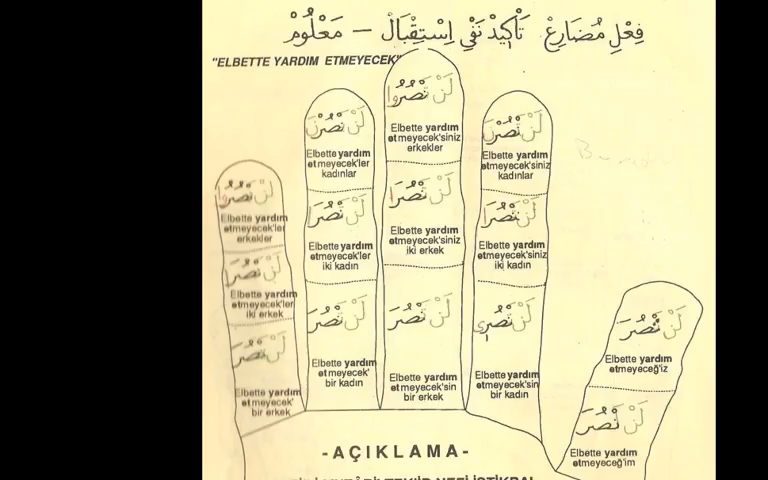 فِعْلِ مُضَارِعْ تَأْكِيدْ نَفْيِ اِسْتِقْبَالْ – مَعْلُومْ
"ELBETTE YARDIM ETMEYECEK"
لَنْ نَصُرُوا
Elbette yardım
etmeyecek'ler
erkekler
لَنْ نَصُرَا
Elbette yardım
etmeyecek'ler
iki erkek
لَنْ نَصُرَ
Elbette yardım
etmeyecek'
bir erkek
لَنْ نَصُرْنَ
Elbette yardım
etmeyecek'ler
kadınlar
لَنْ نَصُرَا
Elbette yardım
etmeyecek'ler
iki kadın
لَنْ نَصُرَ
Elbette yardım
etmeyecek'
bir kadın
لَنْ نَصُرُوا
Elbette yardım
etmeyecek'siniz
erkekler
لَنْ نَصُرَا
Elbette yardım
etmeyecek'siniz
iki erkek
لَنْ نَصُرَ
Elbette yardım
etmeyecek'sin
bir erkek
لَنْ نَصُرْنَ
Elbette yardım
etmeyecek'siniz
kadınlar
لَنْ نَصُرَا
Elbette yardım
etmeyecek'siniz
iki kadın
لَنْ نَصُرِي
Elbette yardım
etmeyecek'sin
bir kadın
لَنْ نَصُرَ
Elbette yardım
etmeyeceğ'iz
لَنْ نَصُرَ
Elbette yardım
etmeyeceğ'im
-AÇIKLAMA-